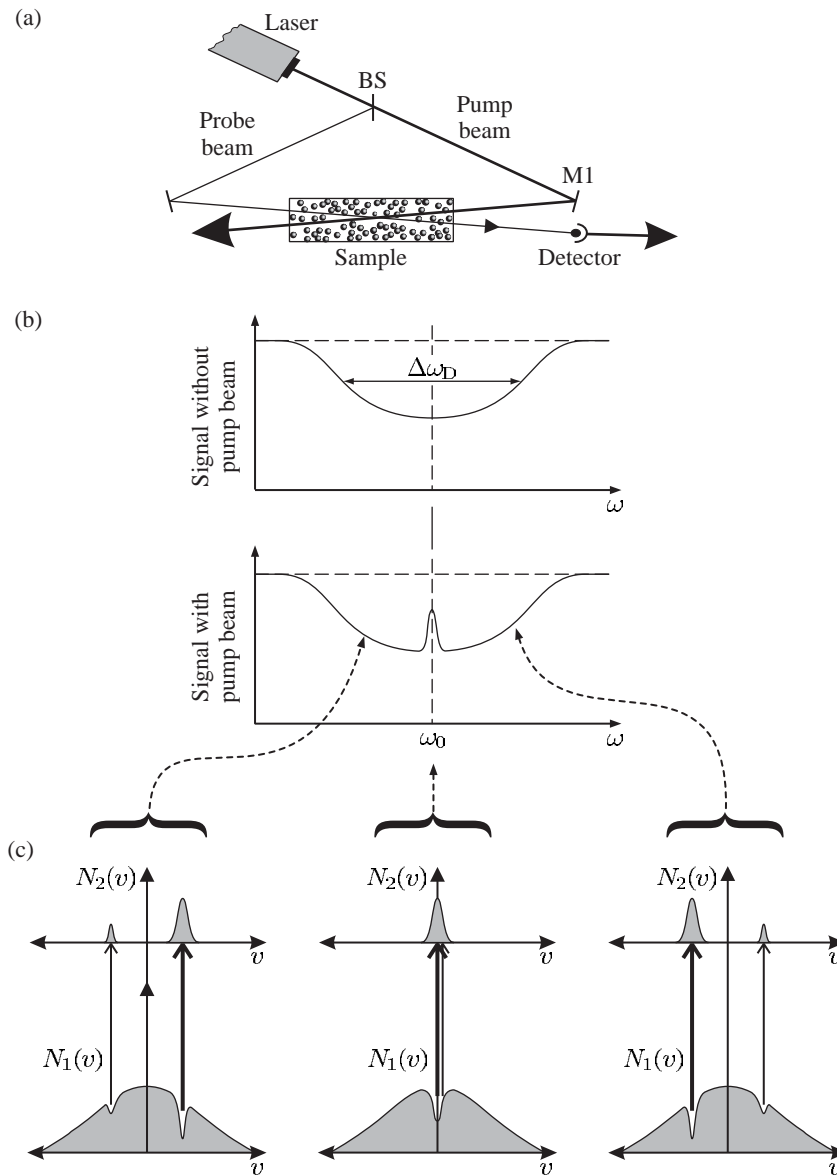 (a)
Laser
BS
Probe
beam
Pump
beam
M1
Sample
Detector
(b)
Signal without
pump beam
Δω_D
ω
Signal with
pump beam
ω_0
ω
(c)
N_2(v)
N_2(v)
N_2(v)
v
v
v
N_1(v)
N_1(v)
N_1(v)
v
v
v